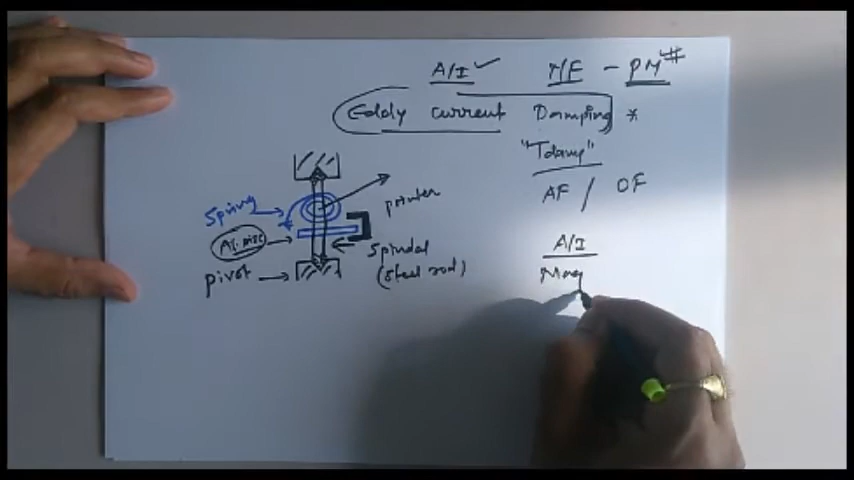 A/I ✓ M/F - PM #
Eddy current Damping *
"Tdamp"
AF / OF
spring
pointer
Al. disc
spindal
(steel rod)
pivot
A/I
Mag